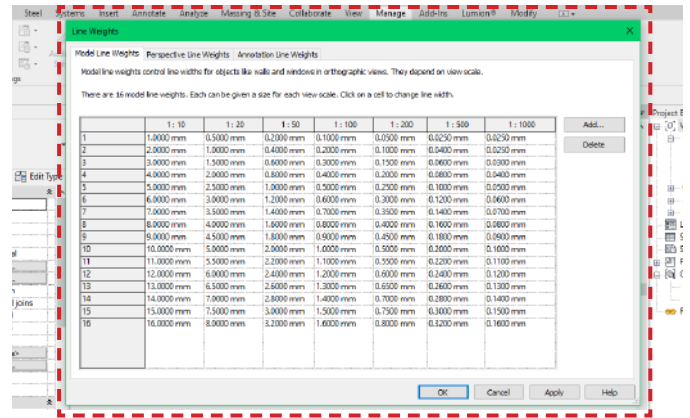 Steel Systems Insert Annotate Analyze Massing & Site Collaborate View Manage Add-Ins Lumion® Modify
Line Weights
Model Line Weights Perspective Line Weights Annotation Line Weights
Model line weights control line widths for objects like walls and windows in orthographic views. They depend on view scale.
There are 16 model line weights. Each can be given a size for each view scale. Click on a cell to change line width.
1 : 10 1 : 20 1 : 50 1 : 100 1 : 200 1 : 500 1 : 1000
1 1.0000 mm 0.5000 mm 0.2000 mm 0.1000 mm 0.0500 mm 0.0250 mm 0.0250 mm
2 2.0000 mm 1.0000 mm 0.4000 mm 0.2000 mm 0.1000 mm 0.0400 mm 0.0250 mm
3 3.0000 mm 1.5000 mm 0.6000 mm 0.3000 mm 0.1500 mm 0.0600 mm 0.0300 mm
4 4.0000 mm 2.0000 mm 0.8000 mm 0.4000 mm 0.2000 mm 0.0800 mm 0.0400 mm
5 5.0000 mm 2.5000 mm 1.0000 mm 0.5000 mm 0.2500 mm 0.1000 mm 0.0500 mm
6 6.0000 mm 3.0000 mm 1.2000 mm 0.6000 mm 0.3000 mm 0.1200 mm 0.0600 mm
7 7.0000 mm 3.5000 mm 1.4000 mm 0.7000 mm 0.3500 mm 0.1400 mm 0.0700 mm
8 8.0000 mm 4.0000 mm 1.6000 mm 0.8000 mm 0.4000 mm 0.1600 mm 0.0800 mm
9 9.0000 mm 4.5000 mm 1.8000 mm 0.9000 mm 0.4500 mm 0.1800 mm 0.0900 mm
10 10.0000 mm 5.0000 mm 2.0000 mm 1.0000 mm 0.5000 mm 0.2000 mm 0.1000 mm
11 11.0000 mm 5.5000 mm 2.2000 mm 1.1000 mm 0.5500 mm 0.2200 mm 0.1100 mm
12 12.0000 mm 6.0000 mm 2.4000 mm 1.2000 mm 0.6000 mm 0.2400 mm 0.1200 mm
13 13.0000 mm 6.5000 mm 2.6000 mm 1.3000 mm 0.6500 mm 0.2600 mm 0.1300 mm
14 14.0000 mm 7.0000 mm 2.8000 mm 1.4000 mm 0.7000 mm 0.2800 mm 0.1400 mm
15 15.0000 mm 7.5000 mm 3.0000 mm 1.5000 mm 0.7500 mm 0.3000 mm 0.1500 mm
16 16.0000 mm 8.0000 mm 3.2000 mm 1.6000 mm 0.8000 mm 0.3200 mm 0.1600 mm
Add...
Delete
OK Cancel Apply Help
Edit Type
joins
Project